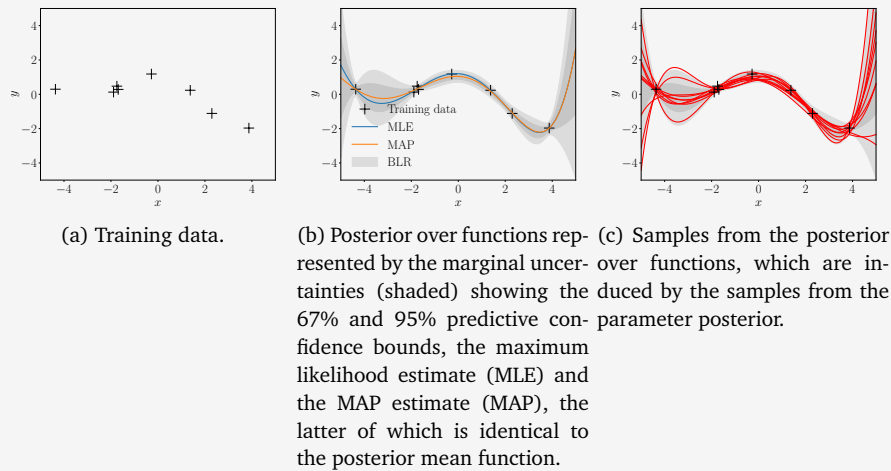 4
2
0
−2
−4
y
−4
−2
0
2
4
x
(a) Training data.
4
2
0
−2
−4
y
Training data
MLE
MAP
BLR
−4
−2
0
2
4
x
(b) Posterior over functions rep-
resented by the marginal uncer-
tainties (shaded) showing the
67% and 95% predictive con-
fidence bounds, the maximum
likelihood estimate (MLE) and
the MAP estimate (MAP), the
latter of which is identical to
the posterior mean function.
4
2
0
−2
−4
y
−4
−2
0
2
4
x
(c) Samples from the posterior
over functions, which are in-
duced by the samples from the
parameter posterior.